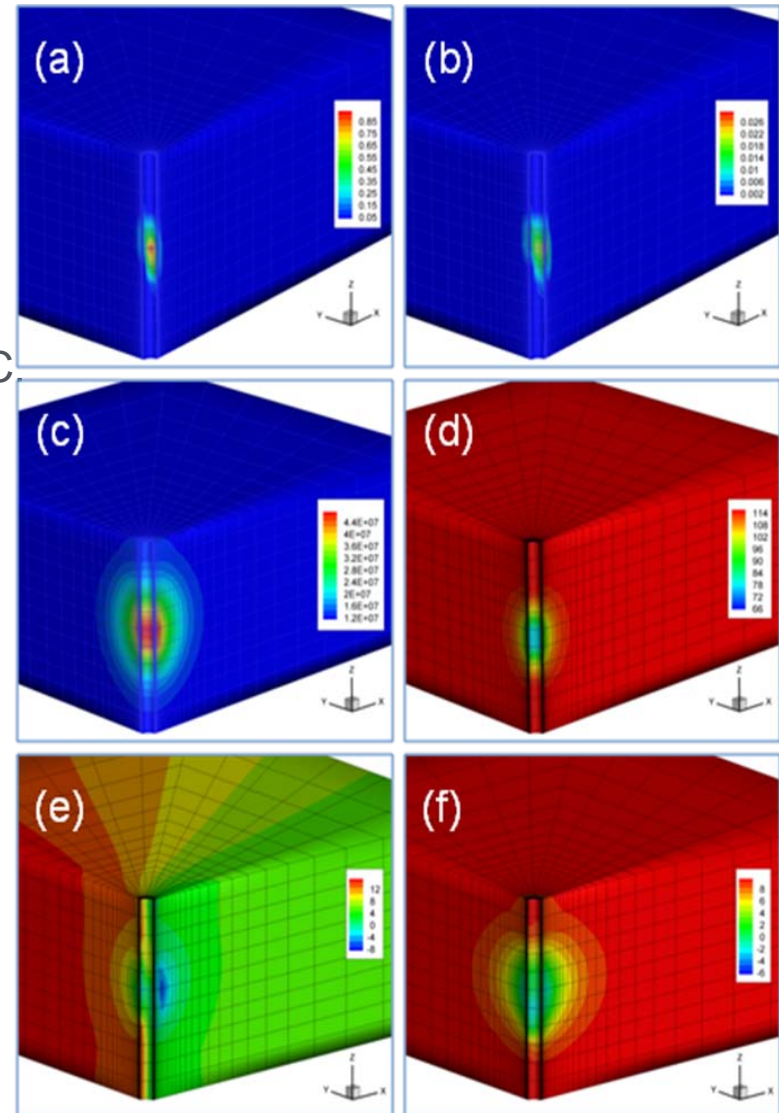 (a)
0.85
0.75
0.65
0.55
0.45
0.35
0.25
0.15
0.05
Z
Y
X
(b)
0.026
0.022
0.018
0.014
0.01
0.006
0.002
Z
Y
X
C.
(c)
4.4E+07
4E+07
3.6E+07
3.2E+07
2.8E+07
2.4E+07
2E+07
1.6E+07
1.2E+07
Z
Y
X
(d)
114
108
102
96
90
84
78
72
66
Z
Y
X
(e)
12
8
4
0
-4
-8
Z
Y
X
(f)
8
6
4
2
0
-2
-4
-6
Z
Y
X